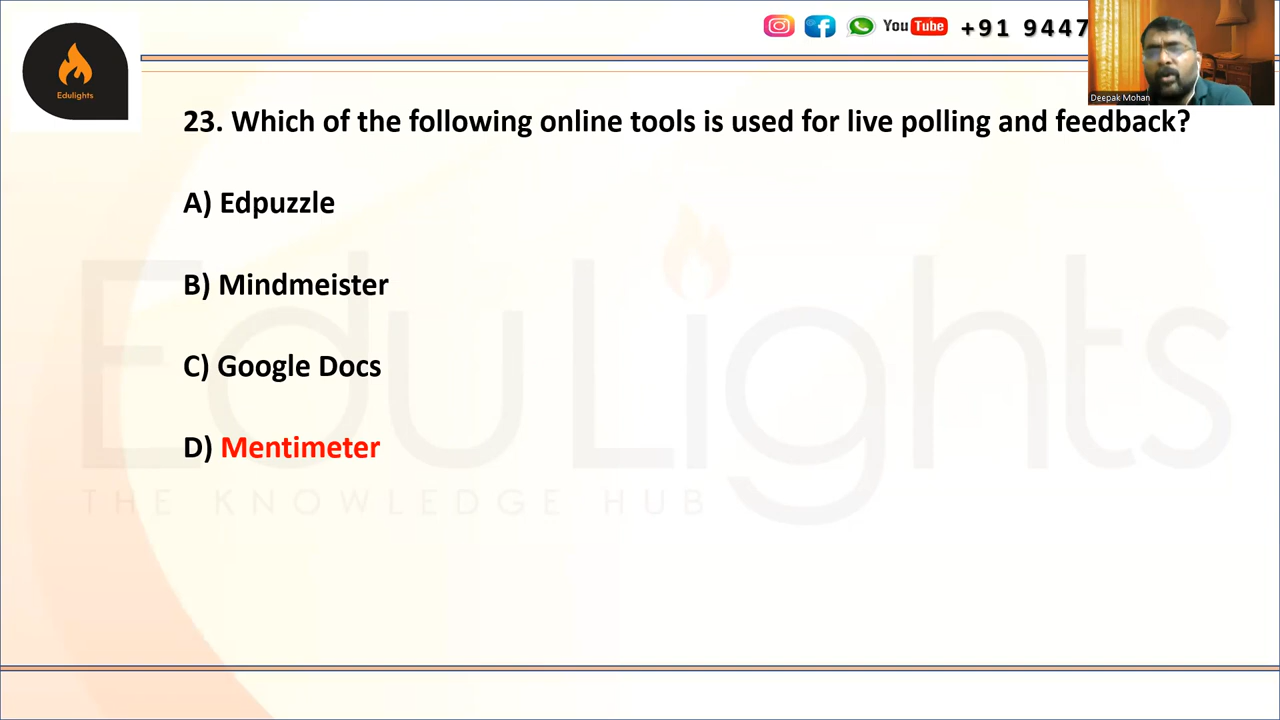 Edulights
You Tube +91 9447
Deepak Mohan
23. Which of the following online tools is used for live polling and feedback?
A) Edpuzzle
B) Mindmeister
C) Google Docs
D) Mentimeter
EduLights
THE KNOWLEDGE HUB